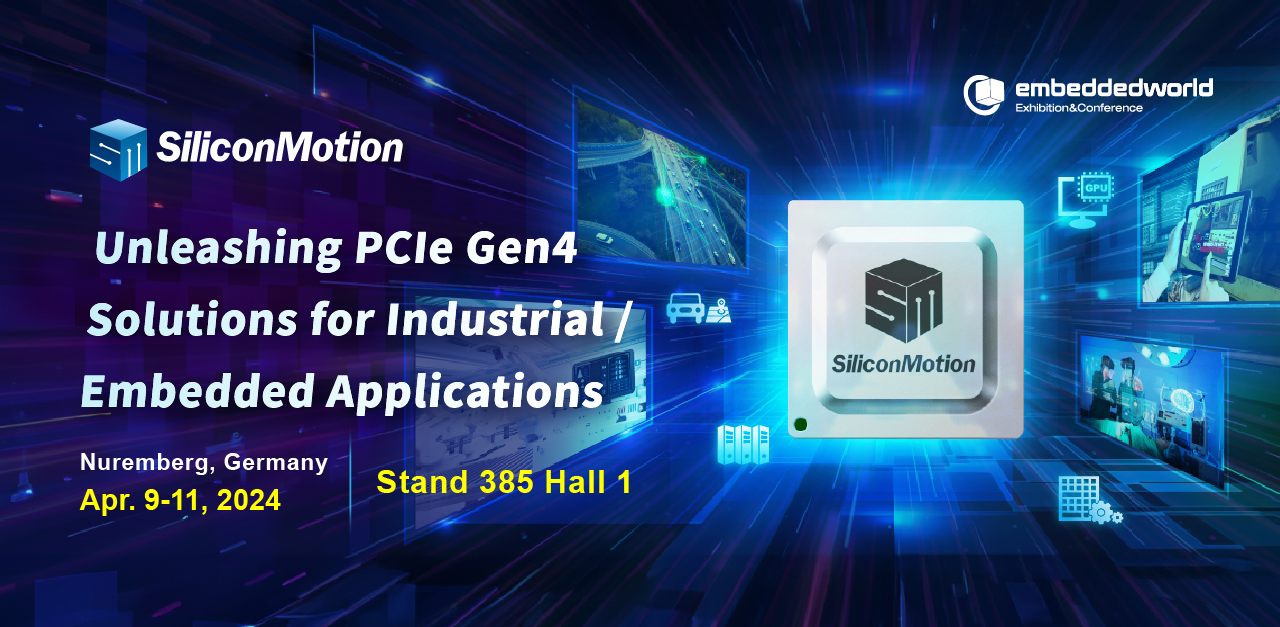 embeddedworld
Exhibition&Conference
SiliconMotion
Unleashing PCIe Gen4
Solutions for Industrial /
Embedded Applications
Nuremberg, Germany
Apr. 9-11, 2024
Stand 385 Hall 1
GPU
SiliconMotion